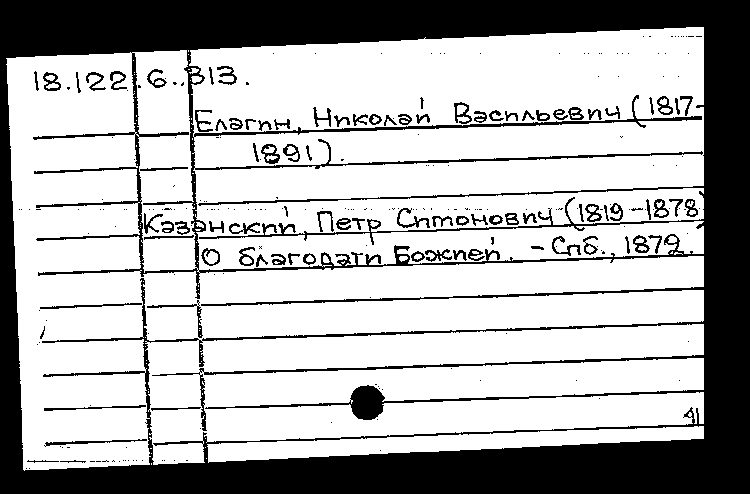 18.122.6.313.
Елагин, Николай Васильевич (1817-
1891).
Казанский, Петр Симонович (1819-1878)
О благодати Божией. - Спб., 1872.
41